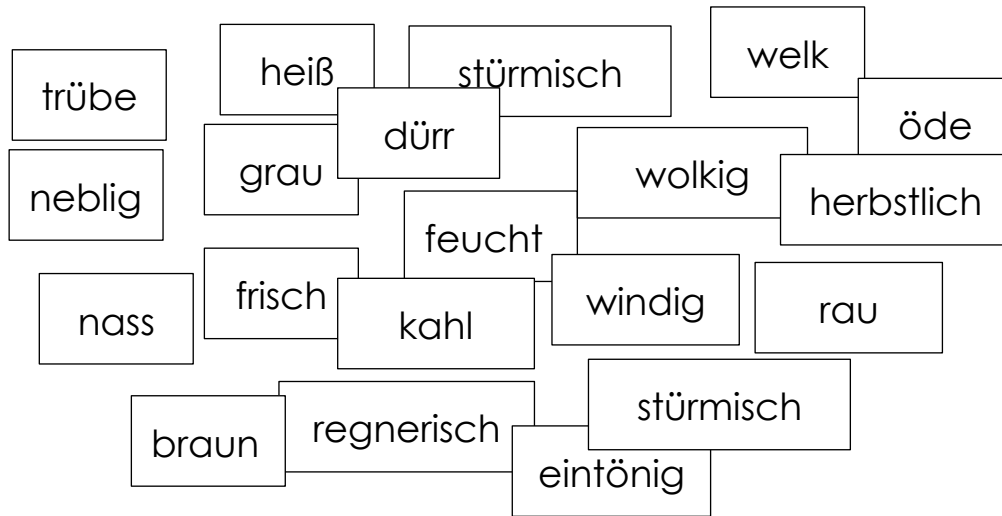 welk
heiß
stürmisch
trübe
öde
dürr
grau
wolkig
neblig
herbstlich
feucht
frisch
windig
rau
nass
kahl
stürmisch
regnerisch
braun
eintönig